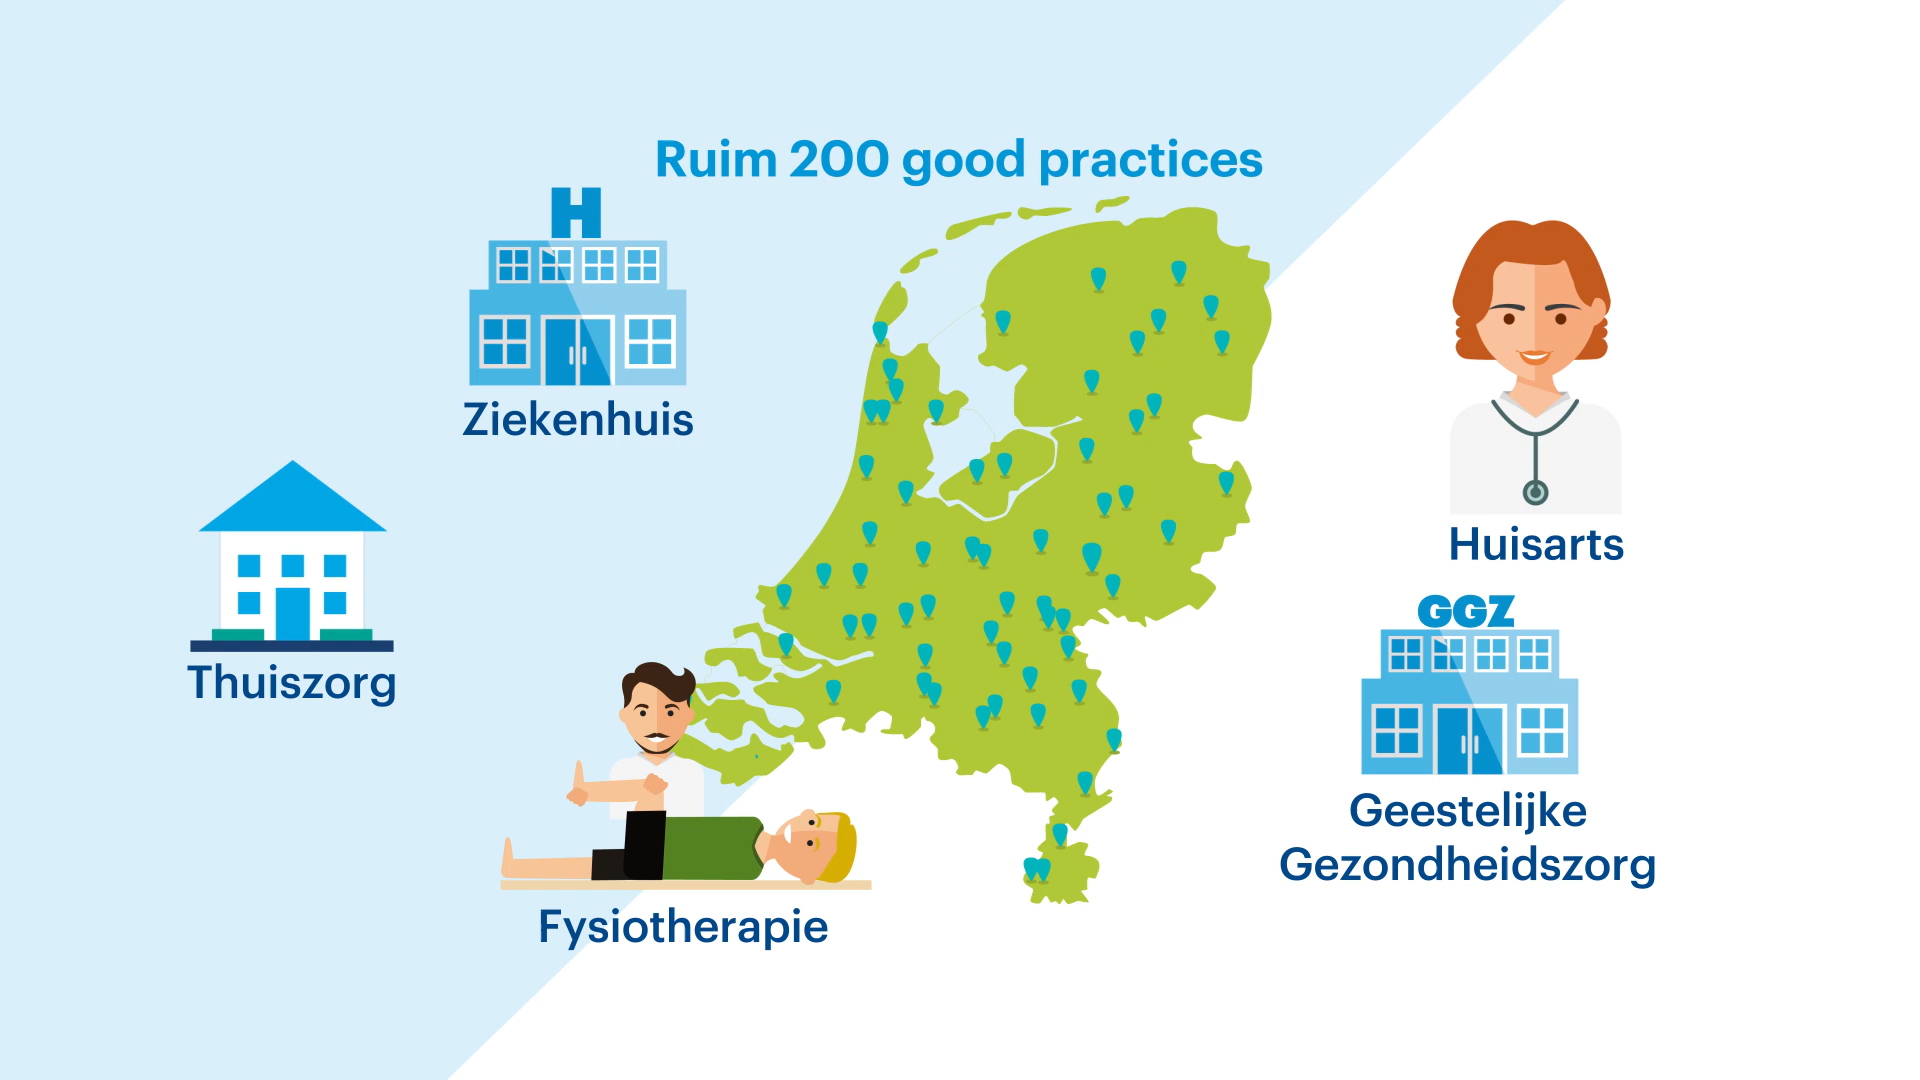 Ruim 200 good practices
H
Ziekenhuis
Thuiszorg
Fysiotherapie
Huisarts
GGZ
Geestelijke
Gezondheidszorg